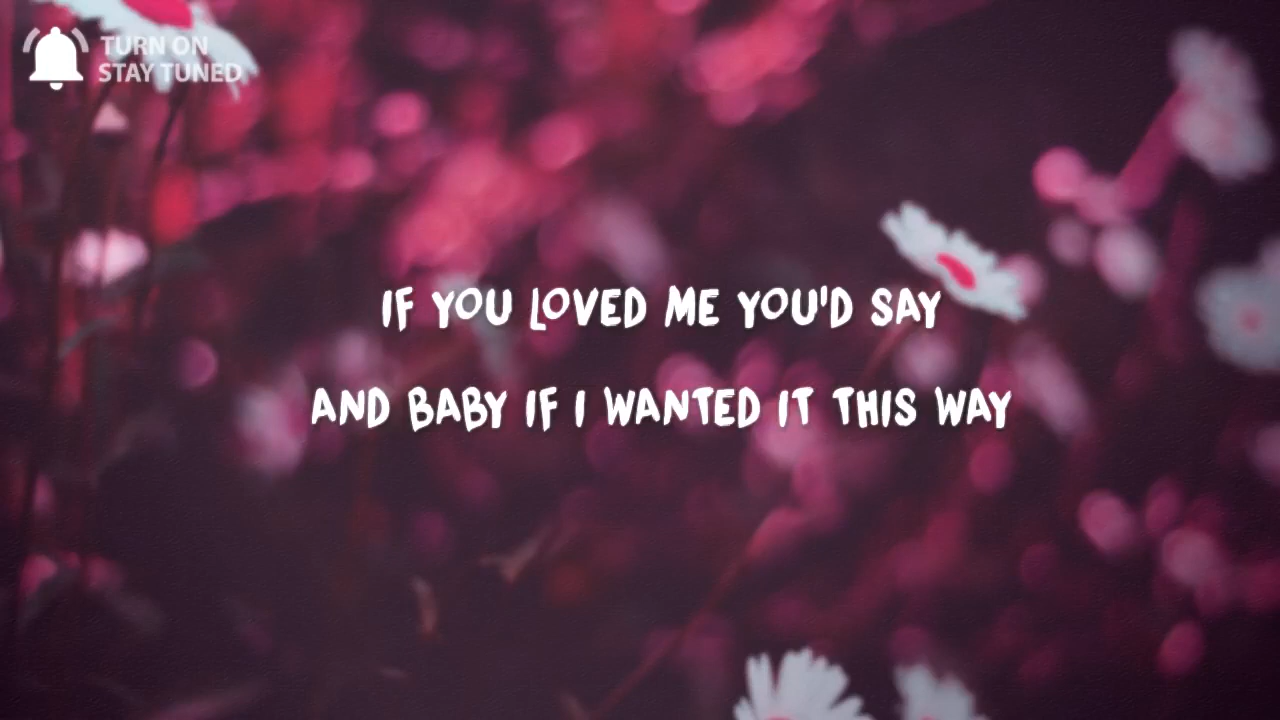 TURN ON
STAY TUNED
IF YOU LOVED ME YOU'D SAY
AND BABY IF I WANTED IT THIS WAY